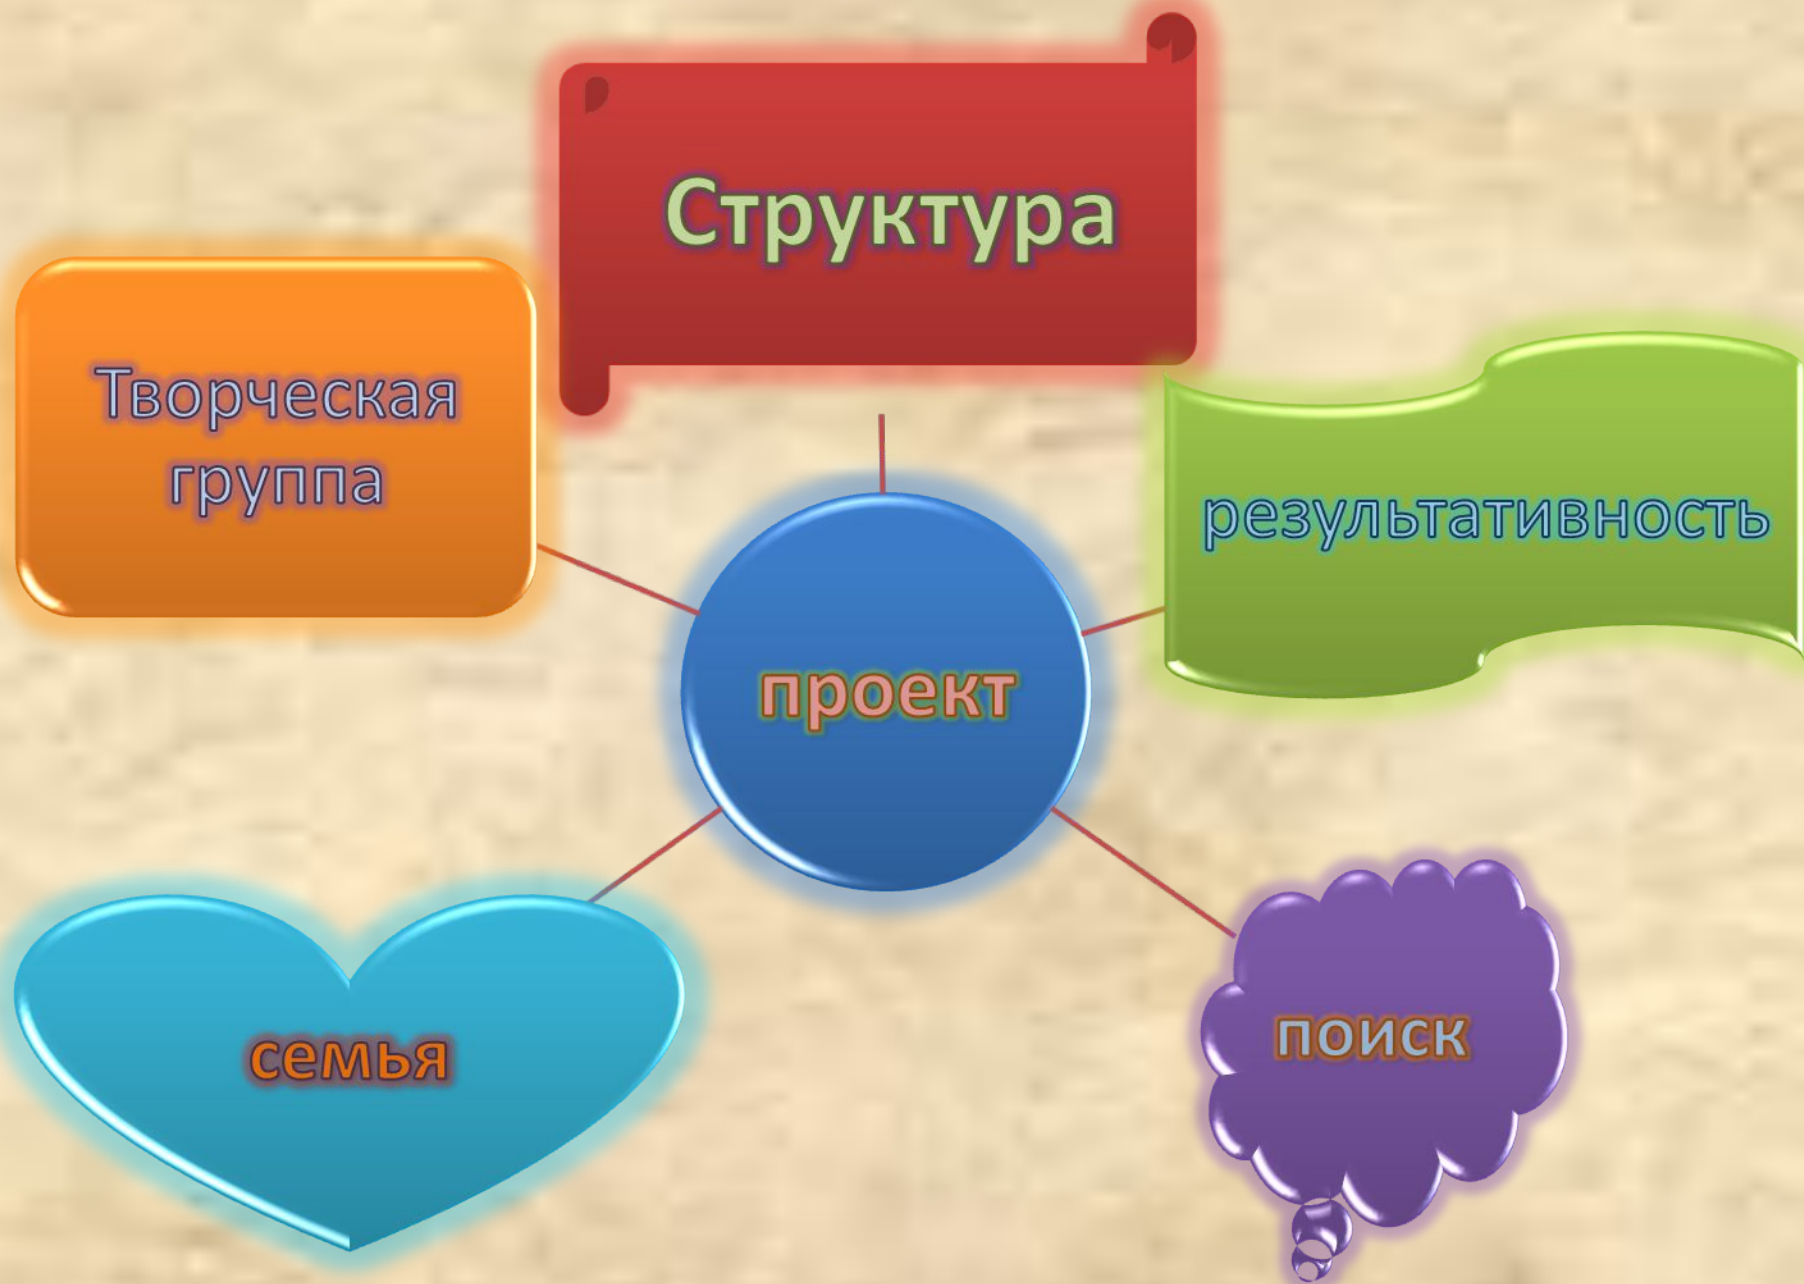 Структура
Творческая
группа
результативность
проект
семья
поиск